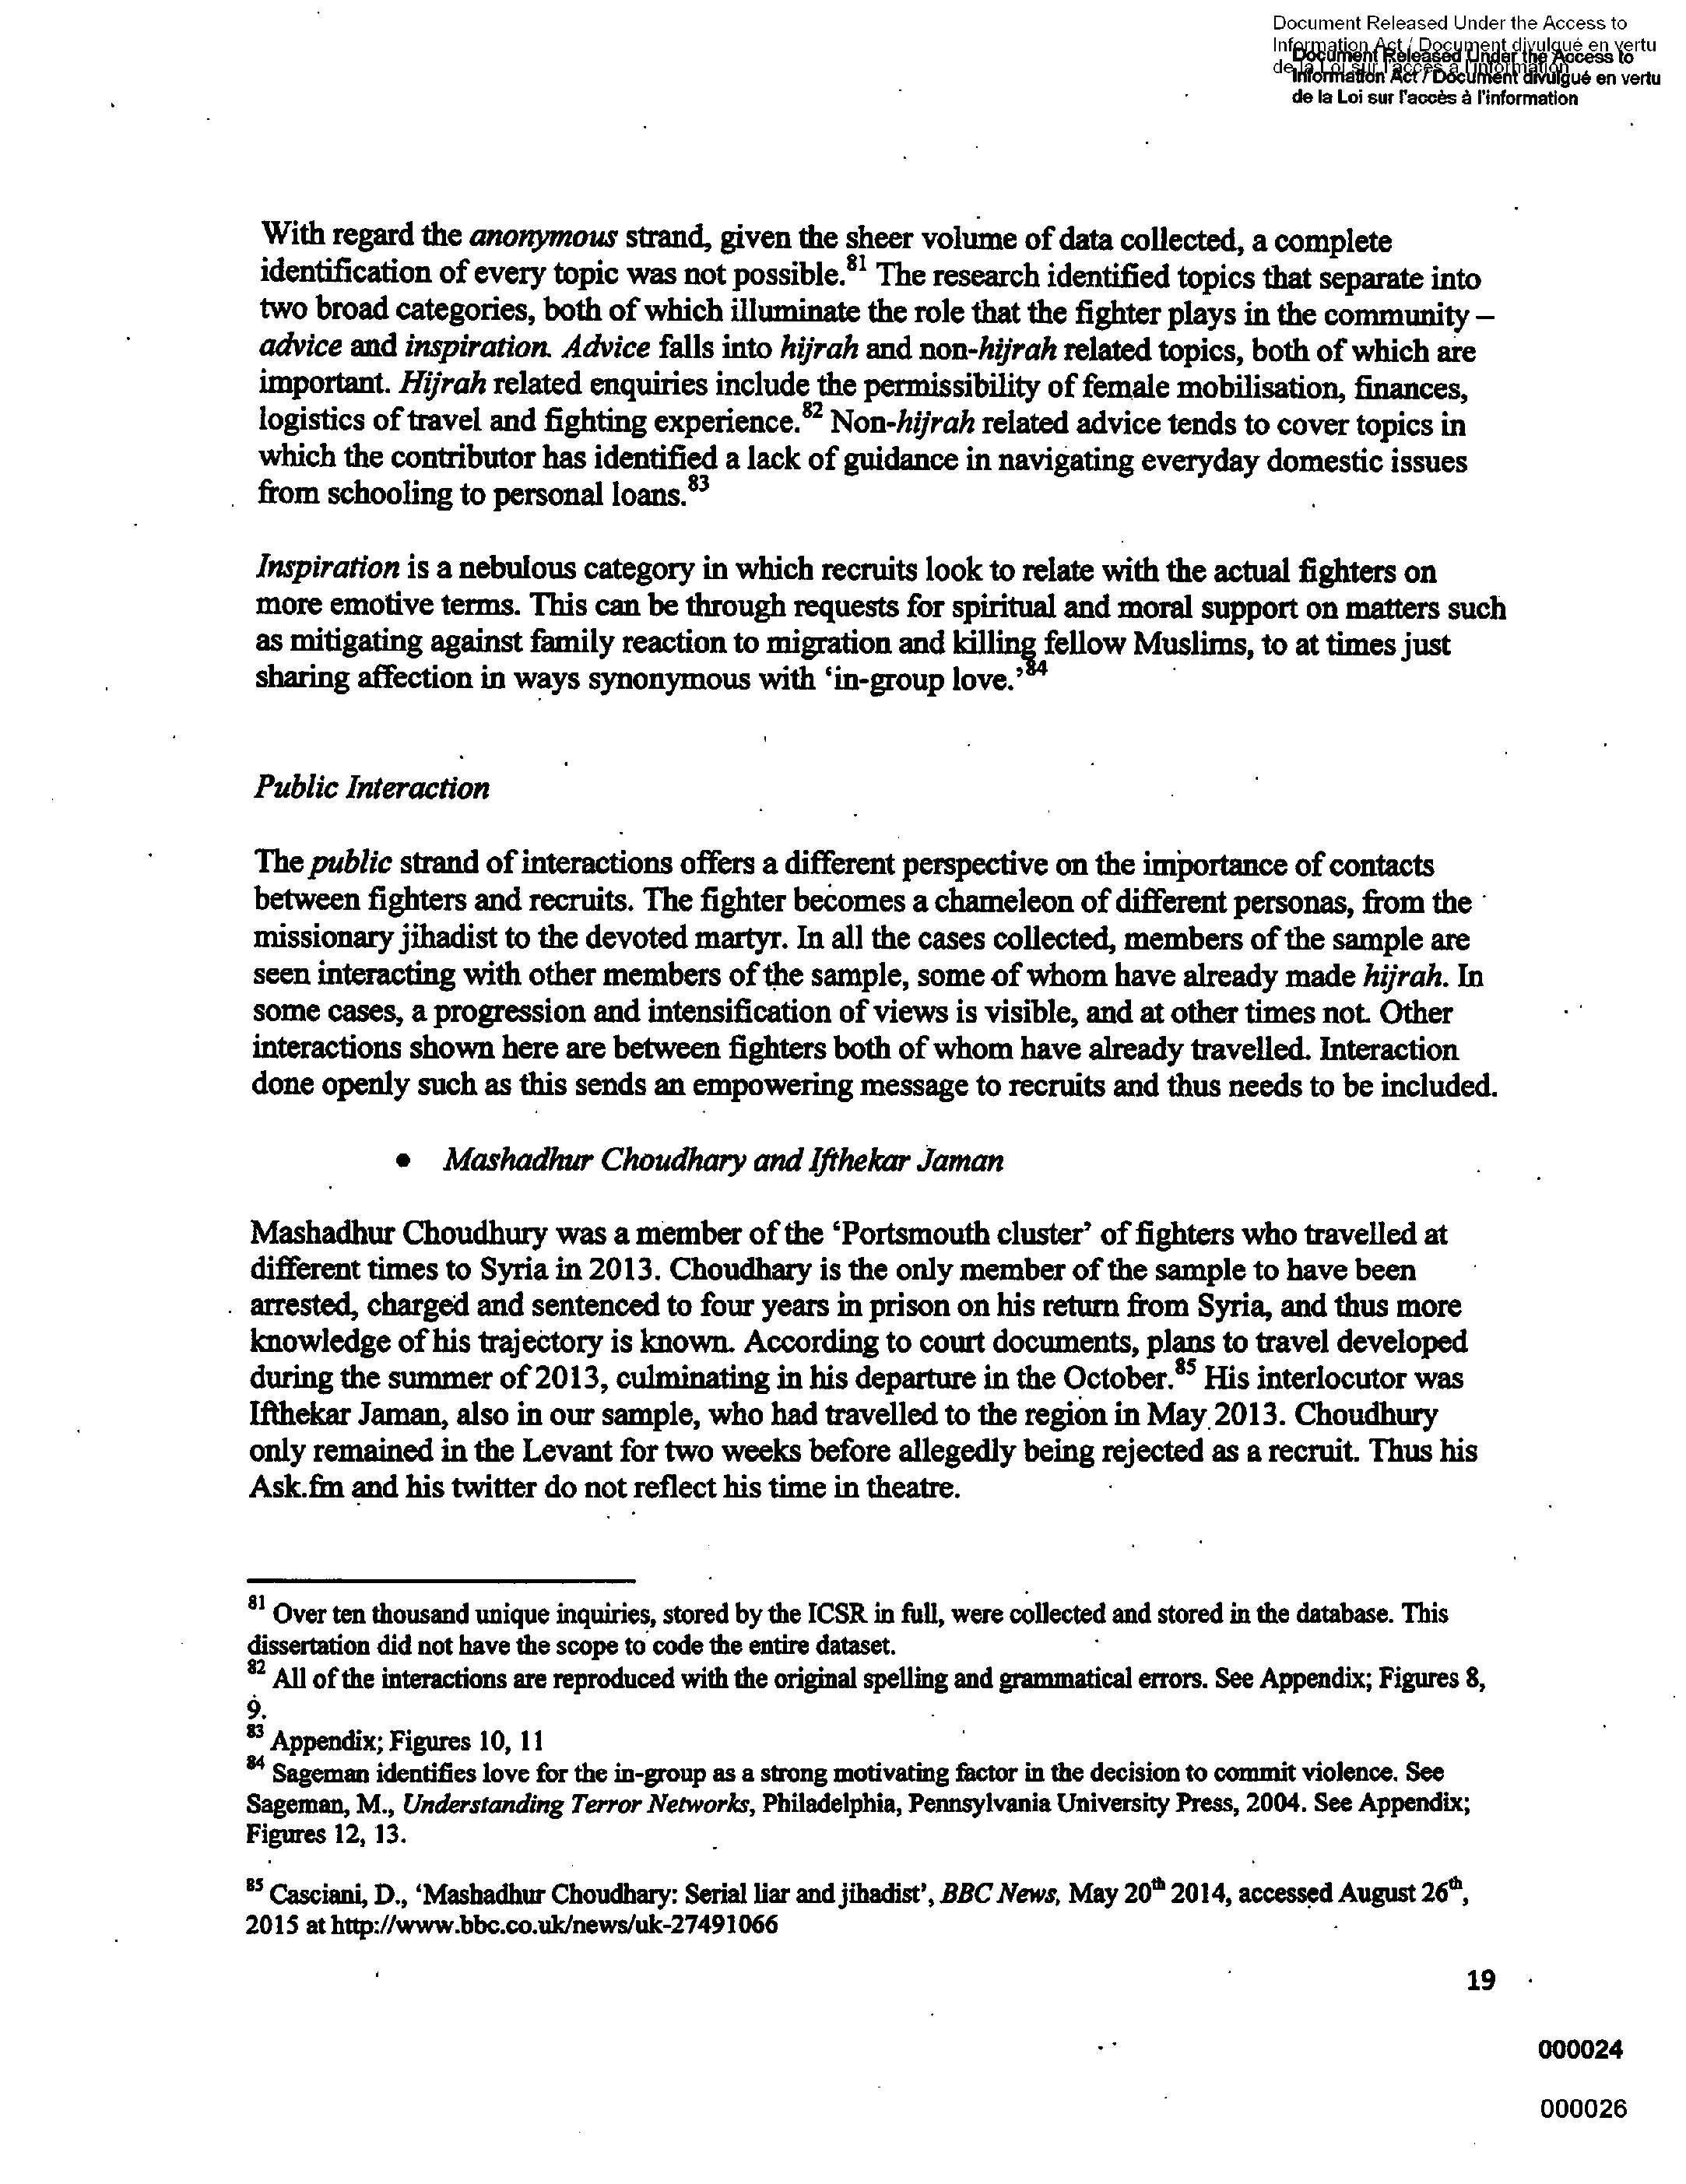 Document Released Under the Access to
Information Act / Document divulgué en vertu
de la Loi sur l'accès à l'information
Document Released Under the Access to
Information Act / Document divulgué en vertu
de la Loi sur l'accès à l'information
With regard the anonymous strand, given the sheer volume of data collected, a complete
identification of every topic was not possible.81 The research identified topics that separate into
two broad categories, both of which illuminate the role that the fighter plays in the community –
advice and inspiration. Advice falls into hijrah and non-hijrah related topics, both of which are
important. Hijrah related enquiries include the permissibility of female mobilisation, finances,
logistics of travel and fighting experience.82 Non-hijrah related advice tends to cover topics in
which the contributor has identified a lack of guidance in navigating everyday domestic issues
from schooling to personal loans.83
Inspiration is a nebulous category in which recruits look to relate with the actual fighters on
more emotive terms. This can be through requests for spiritual and moral support on matters such
as mitigating against family reaction to migration and killing fellow Muslims, to at times just
sharing affection in ways synonymous with ‘in-group love.’84
Public Interaction
The public strand of interactions offers a different perspective on the importance of contacts
between fighters and recruits. The fighter becomes a chameleon of different personas, from the
missionary jihadist to the devoted martyr. In all the cases collected, members of the sample are
seen interacting with other members of the sample, some of whom have already made hijrah. In
some cases, a progression and intensification of views is visible, and at other times not. Other
interactions shown here are between fighters both of whom have already travelled. Interaction
done openly such as this sends an empowering message to recruits and thus needs to be included.
• Mashadhur Choudhary and Ifthekar Jaman
Mashadhur Choudhury was a member of the ‘Portsmouth cluster’ of fighters who travelled at
different times to Syria in 2013. Choudhary is the only member of the sample to have been
arrested, charged and sentenced to four years in prison on his return from Syria, and thus more
knowledge of his trajectory is known. According to court documents, plans to travel developed
during the summer of 2013, culminating in his departure in the October.85 His interlocutor was
Ifthekar Jaman, also in our sample, who had travelled to the region in May 2013. Choudhury
only remained in the Levant for two weeks before allegedly being rejected as a recruit. Thus his
Ask.fm and his twitter do not reflect his time in theatre.
81 Over ten thousand unique inquiries, stored by the ICSR in full, were collected and stored in the database. This
dissertation did not have the scope to code the entire dataset.
82 All of the interactions are reproduced with the original spelling and grammatical errors. See Appendix; Figures 8,
9.
83 Appendix; Figures 10, 11
84 Sageman identifies love for the in-group as a strong motivating factor in the decision to commit violence. See
Sageman, M., Understanding Terror Networks, Philadelphia, Pennsylvania University Press, 2004. See Appendix;
Figures 12, 13.
85 Casciani, D., ‘Mashadhur Choudhary: Serial liar and jihadist’, BBC News, May 20th 2014, accessed August 26th,
2015 at http://www.bbc.co.uk/news/uk-27491066
19
000024
000026